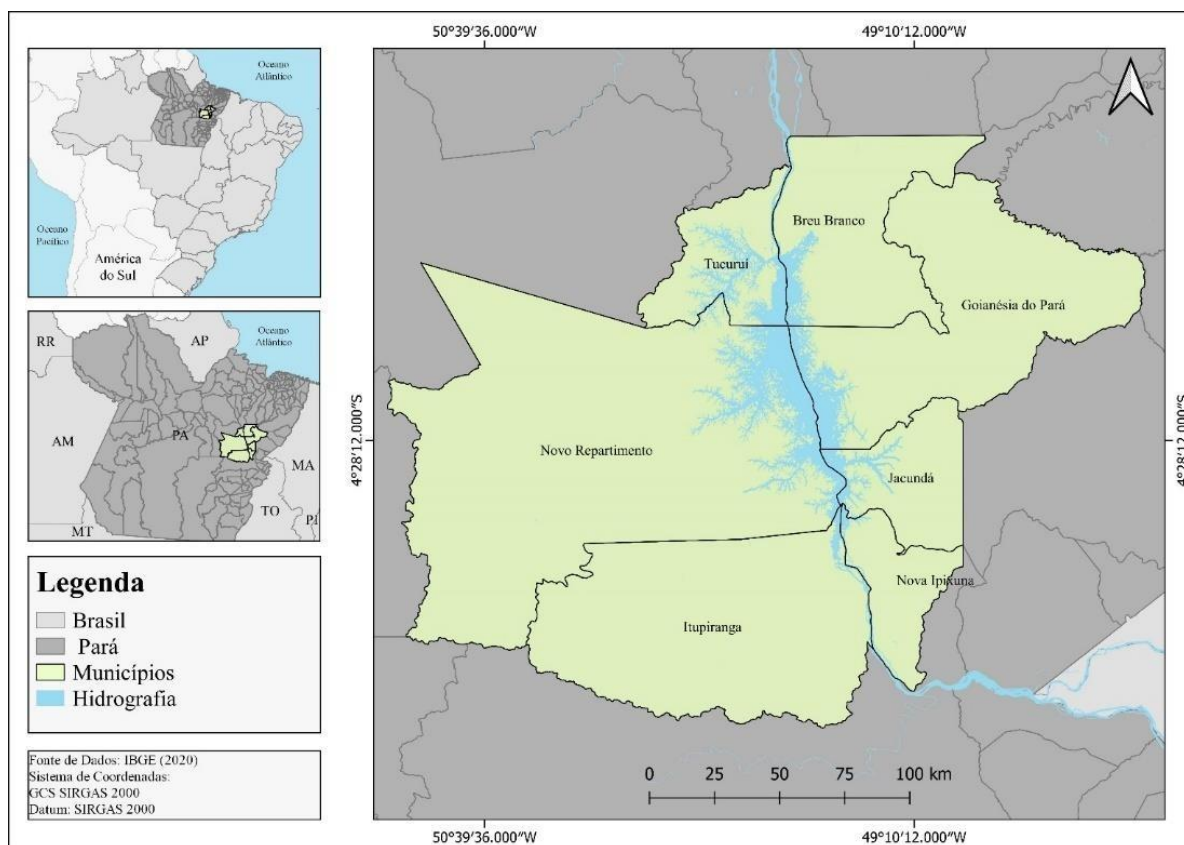 50°39'36.000"W
49°10'12.000"W
Oceano
Atlântico
Oceano
Pacífico
América
do Sul
RR
AP
Oceano
Atlântico
AM
PA
MA
TO
PI
MT
Legenda
Brasil
Pará
Municípios
Hidrografia
Fonte de Dados: IBGE (2020)
Sistema de Coordenadas:
GCS SIRGAS 2000
Datum: SIRGAS 2000
4°28'12.000"S
Breu Branco
Tucuruí
Goianésia do Pará
Novo Repartimento
Jacundá
Nova Ipixuna
Itupiranga
4°28'12.000"S
0 25 50 75 100 km
50°39'36.000"W
49°10'12.000"W